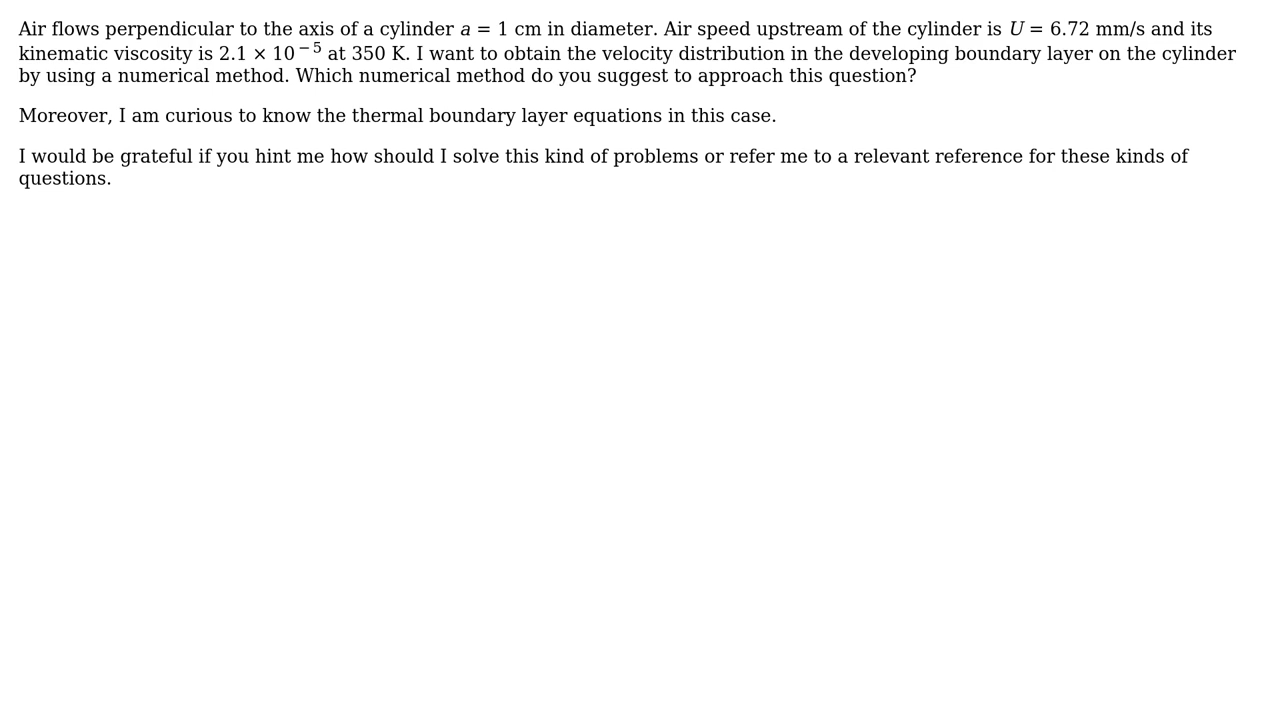 Air flows perpendicular to the axis of a cylinder a = 1 cm in diameter. Air speed upstream of the cylinder is U = 6.72 mm/s and its
kinematic viscosity is 2.1 × 10⁻⁵ at 350 K. I want to obtain the velocity distribution in the developing boundary layer on the cylinder
by using a numerical method. Which numerical method do you suggest to approach this question?
Moreover, I am curious to know the thermal boundary layer equations in this case.
I would be grateful if you hint me how should I solve this kind of problems or refer me to a relevant reference for these kinds of
questions.